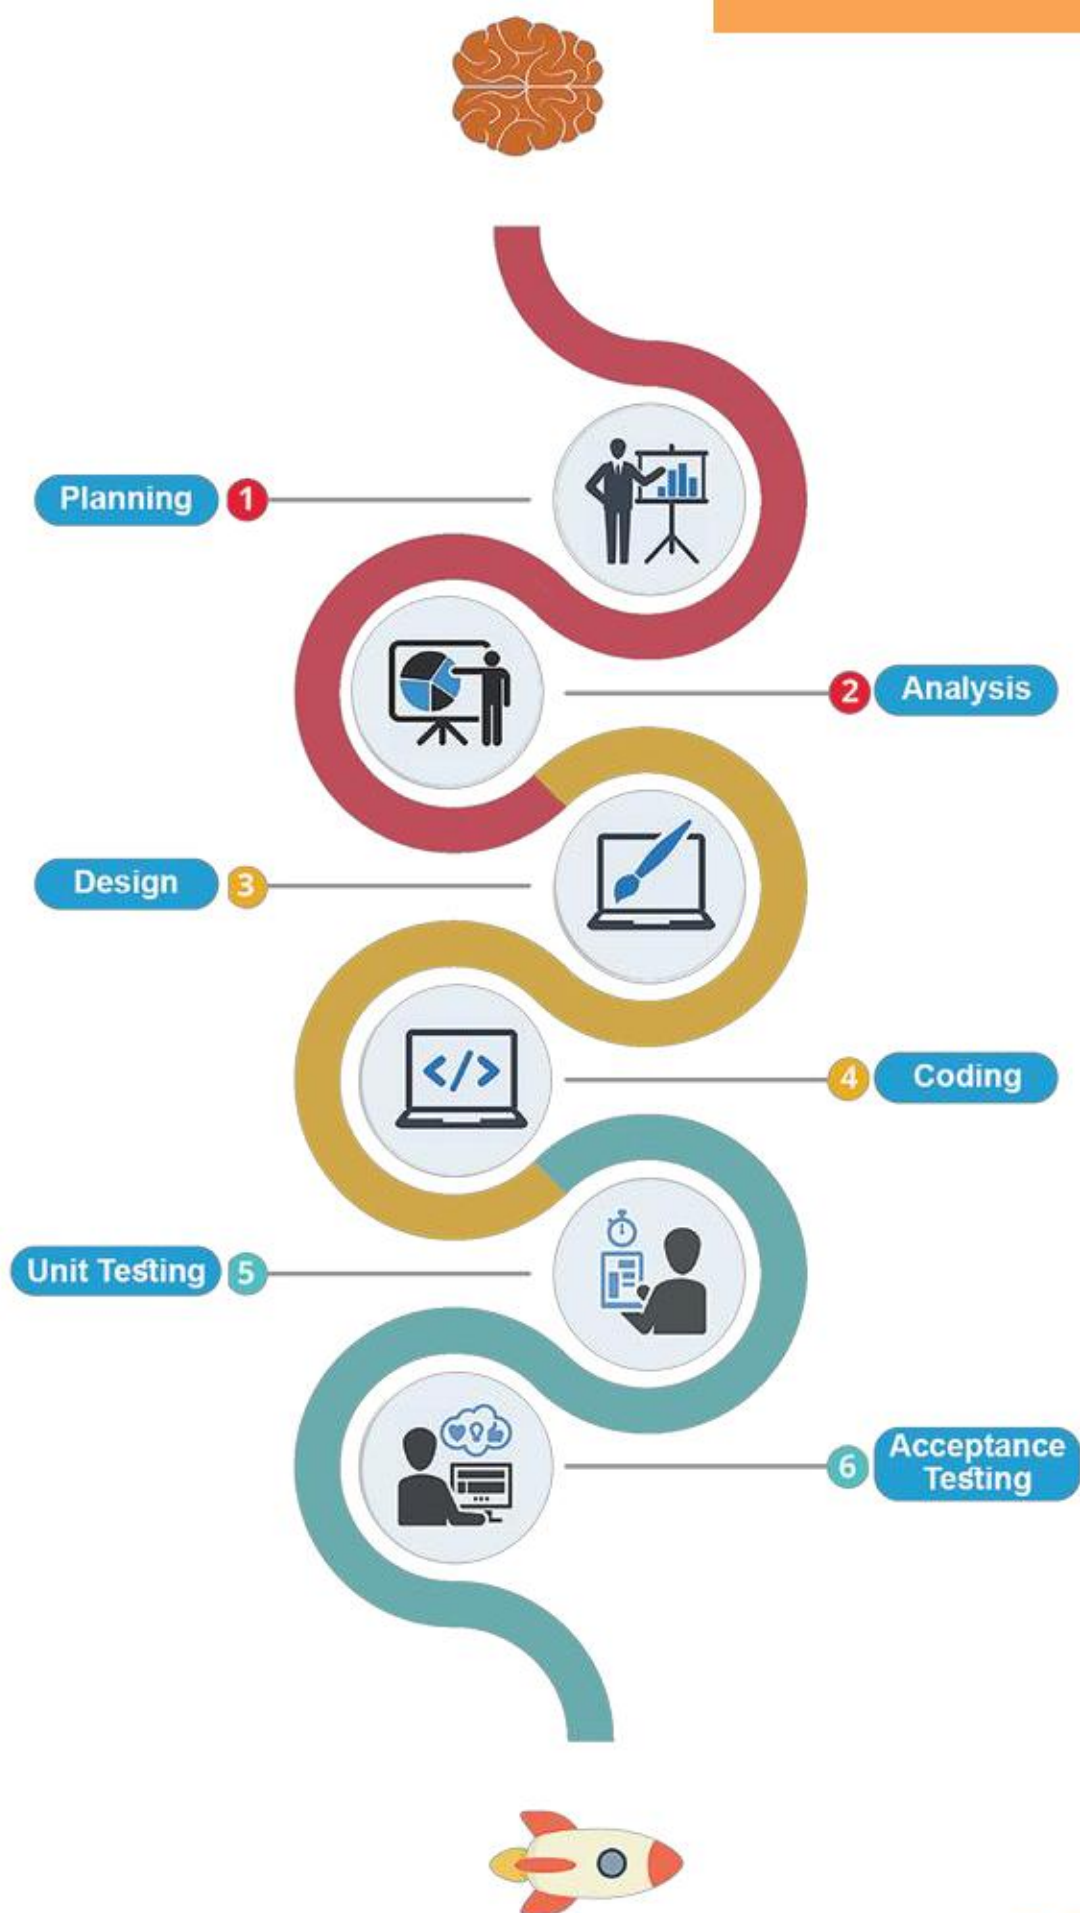 Planning 1
2 Analysis
Design 3
</>
4 Coding
Unit Testing 5
6 Acceptance
Testing